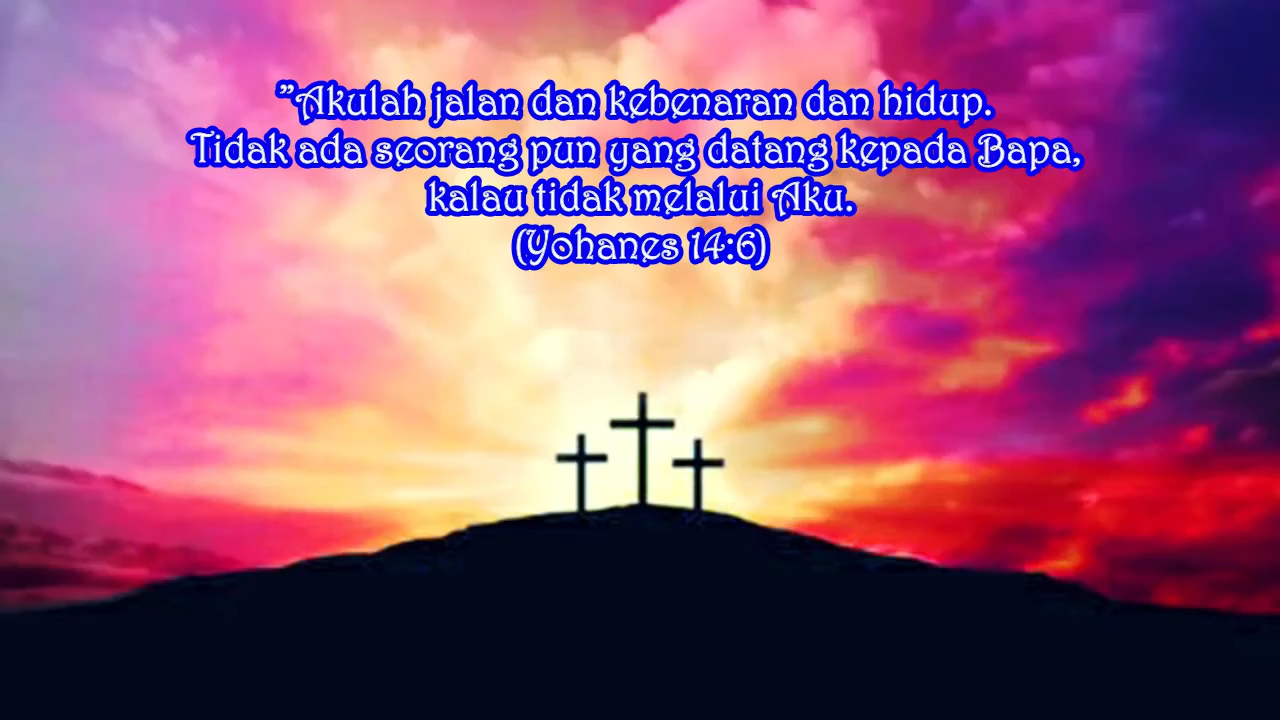 ”Akulah jalan dan kebenaran dan hidup.
Tidak ada seorang pun yang datang kepada Bapa,
kalau tidak melalui Aku.
(Yohanes 14:6)